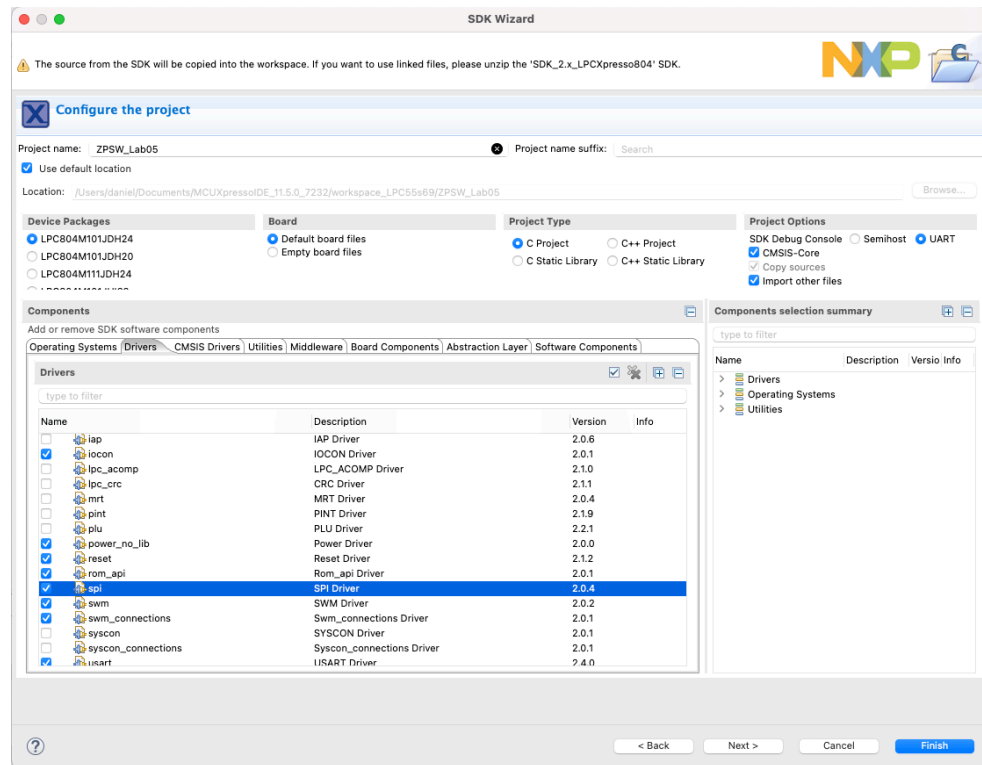 SDK Wizard
The source from the SDK will be copied into the workspace. If you want to use linked files, please unzip the 'SDK_2.x_LPCXpresso804' SDK.
NXP
C
X
Configure the project
Project name: ZPSW_Lab05
Project name suffix: Search
Use default location
Location: /Users/daniel/Documents/MCUXpressoIDE_11.5.0_7232/workspace_LPC55s69/ZPSW_Lab05
Browse...
Device Packages
LPC804M101JDH24
LPC804M101JDH20
LPC804M111JDH24
Board
Default board files
Empty board files
Project Type
C Project C++ Project
C Static Library C++ Static Library
Project Options
SDK Debug Console Semihost UART
CMSIS-Core
Copy sources
Import other files
Components
Add or remove SDK software components
Operating Systems Drivers CMSIS Drivers Utilities Middleware Board Components Abstraction Layer Software Components
Drivers
type to filter
Name Description Version Info
iap IAP Driver 2.0.6
iocon IOCON Driver 2.0.1
lpc_acomp LPC_ACOMP Driver 2.1.0
lpc_crc CRC Driver 2.1.1
mrt MRT Driver 2.0.4
pint PINT Driver 2.1.9
plu PLU Driver 2.2.1
power_no_lib Power Driver 2.0.0
reset Reset Driver 2.1.2
rom_api Rom_api Driver 2.0.1
spi SPI Driver 2.0.4
swm SWM Driver 2.0.2
swm_connections Swm_connections Driver 2.0.1
syscon SYSCON Driver 2.0.1
syscon_connections Syscon_connections Driver 2.0.1
usart USART Driver 2.4.0
Components selection summary
type to filter
Name Description Versio Info
Drivers
Operating Systems
Utilities
?
< Back Next > Cancel Finish